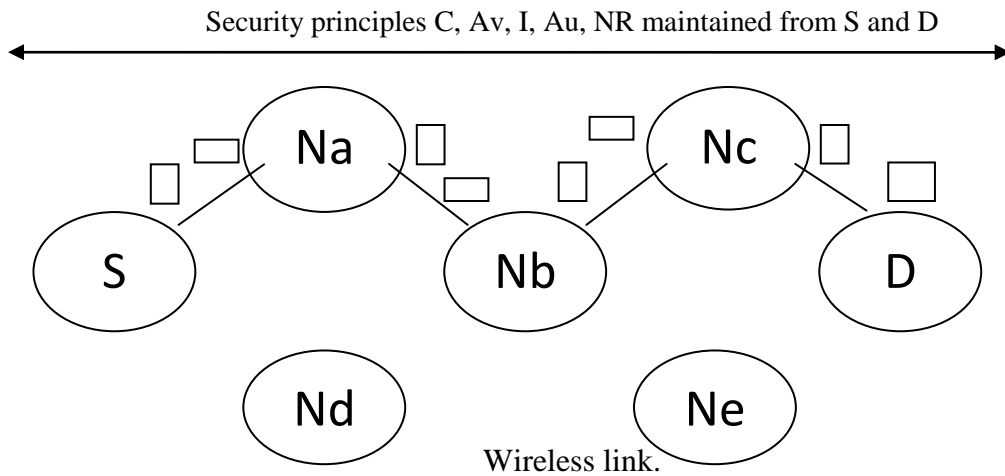 Security principles C, Av, I, Au, NR maintained from S and D
Na
Nc
S
Nb
D
Nd
Ne
Wireless link.